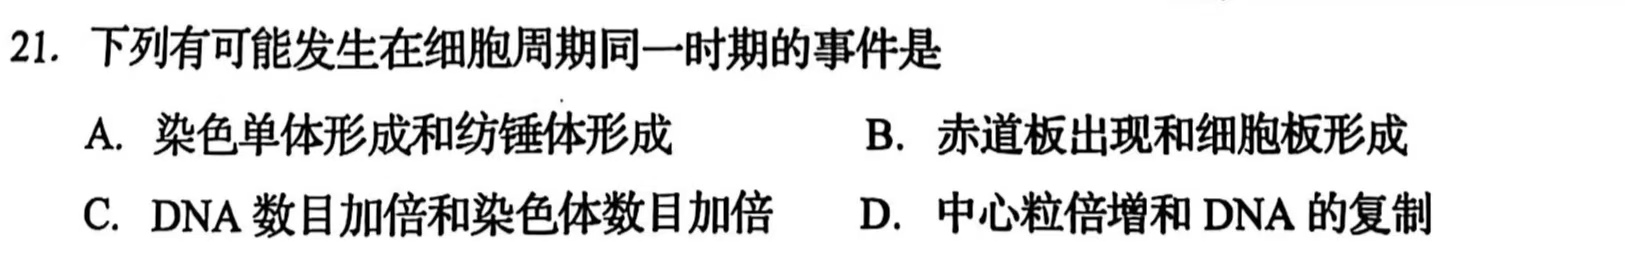 21. 下列有可能发生在细胞周期同一时期的事件是
A. 染色单体形成和纺锤体形成 B. 赤道板出现和细胞板形成
C. DNA 数目加倍和染色体数目加倍 D. 中心粒倍增和 DNA 的复制